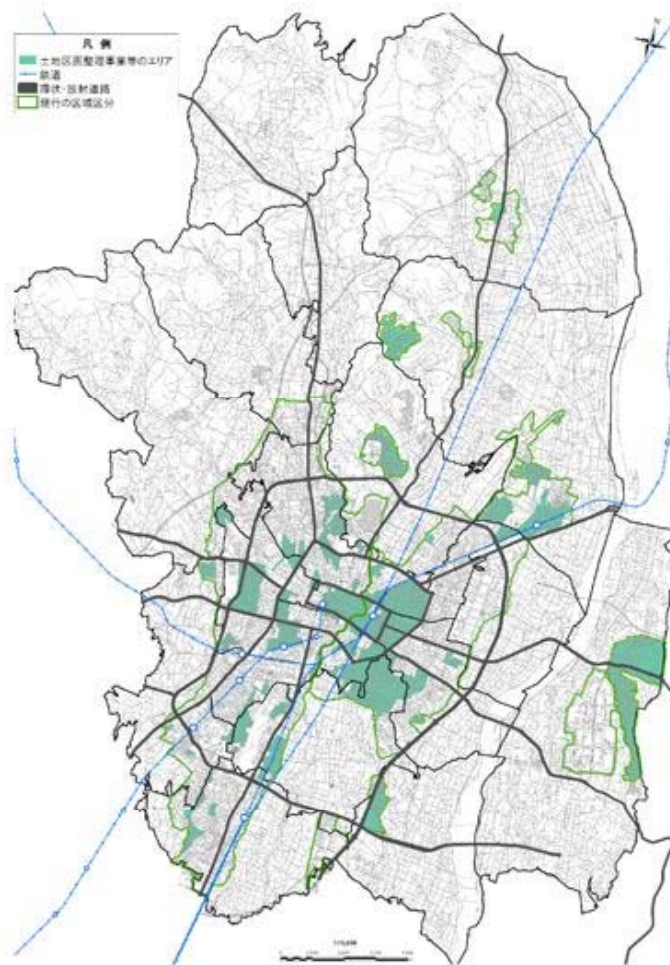 凡 例
土地区画整理事業等のエリア
鉄道
環状・放射道路
現行の区域区分
N